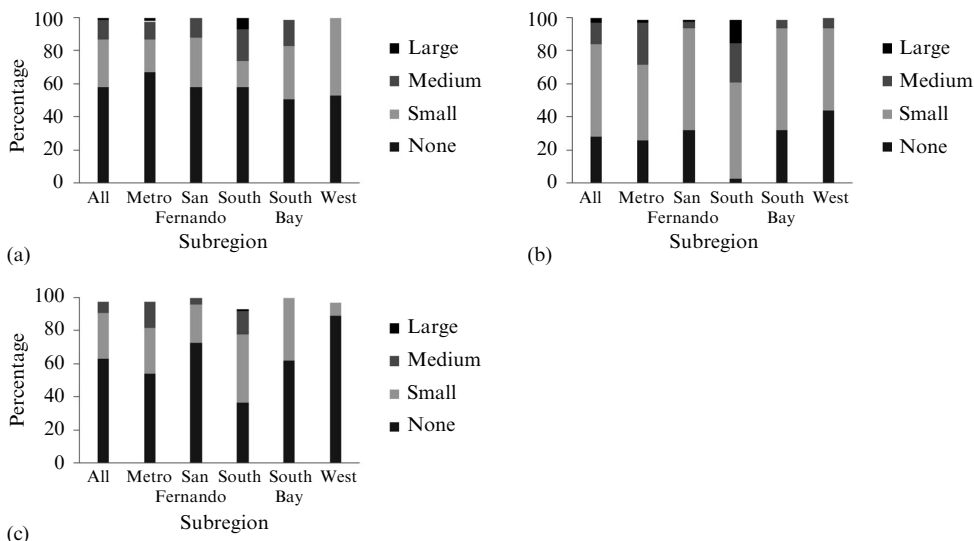 Percentage
100
80
60
40
20
0
All Metro San South South West
Fernando Bay
Subregion
Large
Medium
Small
None
(a)
Percentage
100
80
60
40
20
0
All Metro San South South West
Fernando Bay
Subregion
Large
Medium
Small
None
(b)
Percentage
100
80
60
40
20
0
All Metro San South South West
Fernando Bay
Subregion
Large
Medium
Small
None
(c)